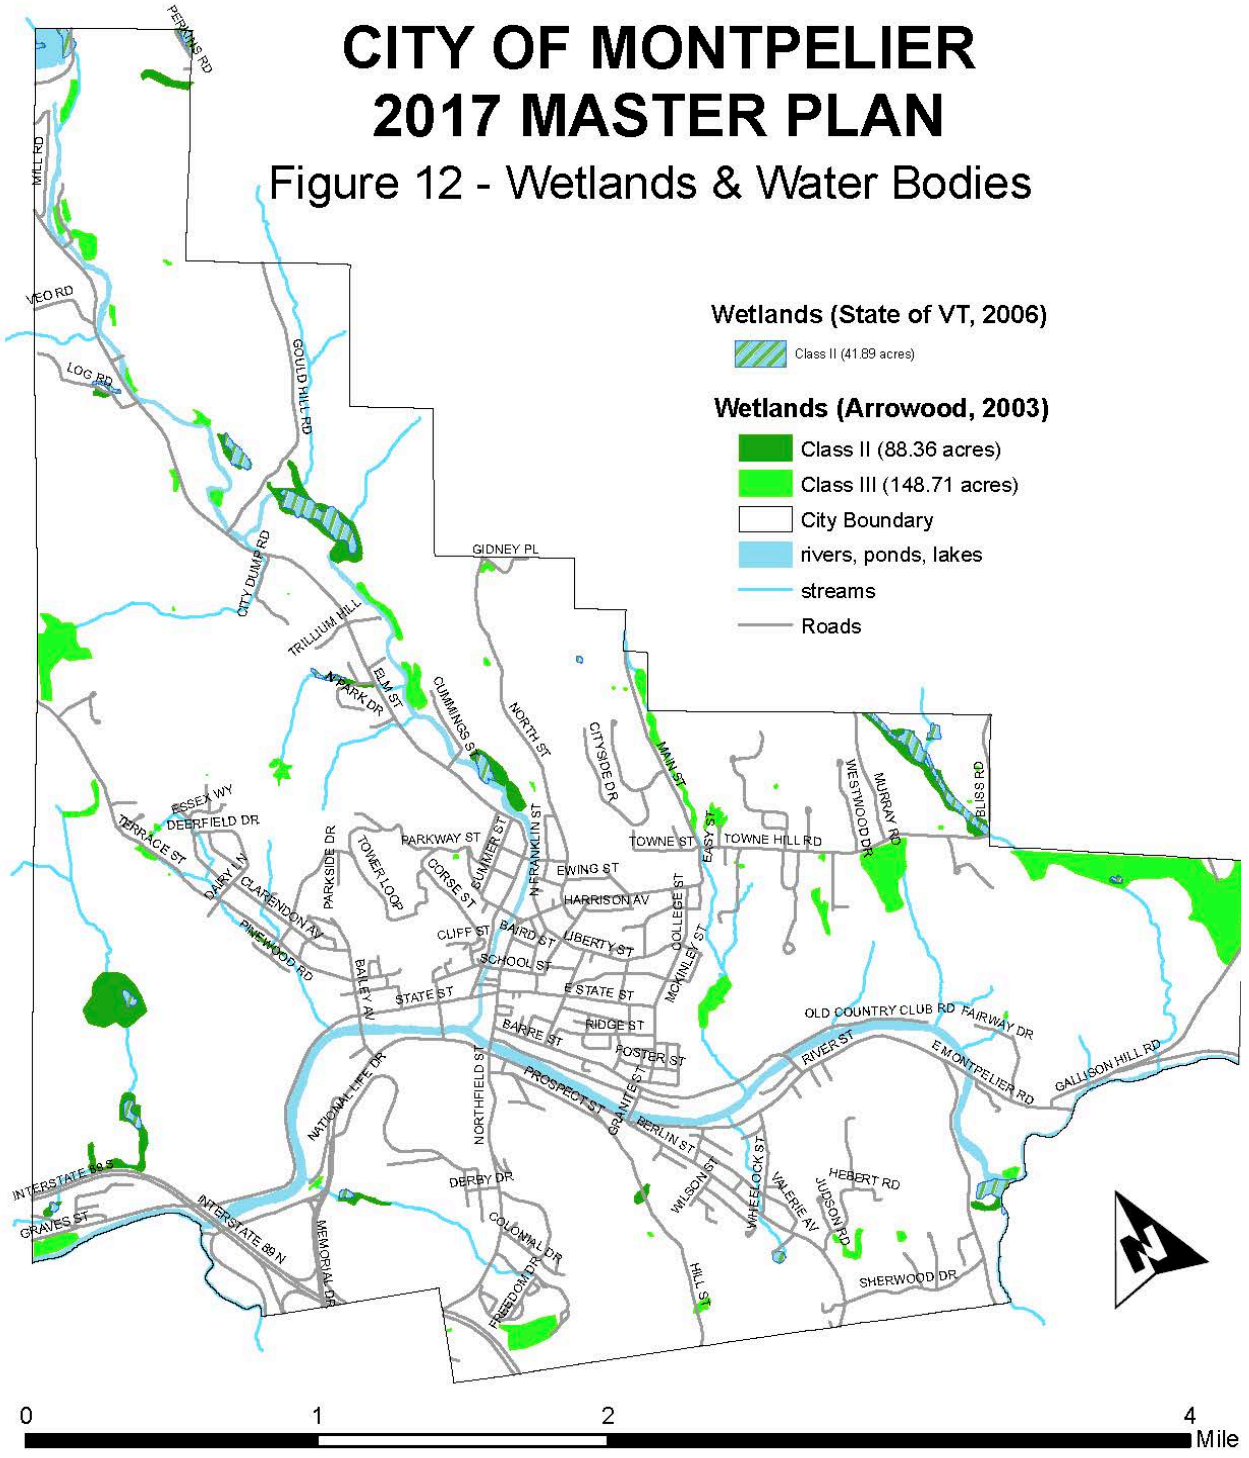 CITY OF MONTPELIER
2017 MASTER PLAN
Figure 12 - Wetlands & Water Bodies
Wetlands (State of VT, 2006)
Class II (41.89 acres)
Wetlands (Arrowood, 2003)
Class II (88.36 acres)
Class III (148.71 acres)
City Boundary
rivers, ponds, lakes
streams
Roads
PERKINS RD
MILL RD
VEO RD
LOG RD
GOULD HILL RD
CITY DUMP RD
GIDNEY PL
TRILLIUM HILL
N PARK DR
ELM ST
CUMMINGS ST
NORTH ST
CITYSIDE DR
MAIN ST
WESTWOOD DR
MURRAY RD
BLISS RD
ESSEX WY
DEERFIELD DR
TERRACE ST
DAIRY LN
CLARENDON AV
PINEWOOD RD
PARKSIDE DR
TOWER LOOP
PARKWAY ST
CORSE ST
SUMMER ST
N FRANKLIN ST
EWING ST
TOWNE ST
EASY ST
TOWNE HILL RD
HARRISON AV
COLLEGE ST
CLIFF ST
BAIRD ST
LIBERTY ST
SCHOOL ST
MCKINLEY ST
BAILEY AV
STATE ST
E STATE ST
BARRE ST
RIDGE ST
FOSTER ST
OLD COUNTRY CLUB RD
FAIRWAY DR
RIVER ST
E MONTPELIER RD
GALLISON HILL RD
NATIONAL LIFE DR
NORTHFIELD ST
PROSPECT ST
GRANITE ST
BERLIN ST
WILSON ST
WHEELOCK ST
VALERIE AV
JUDSON RD
HEBERT RD
SHERWOOD DR
INTERSTATE 89 S
GRAVES ST
INTERSTATE 89 N
MEMORIAL DR
DERBY DR
COLONIAL DR
FREEDOM DR
HILL ST
N
0 1 2 4
Mile